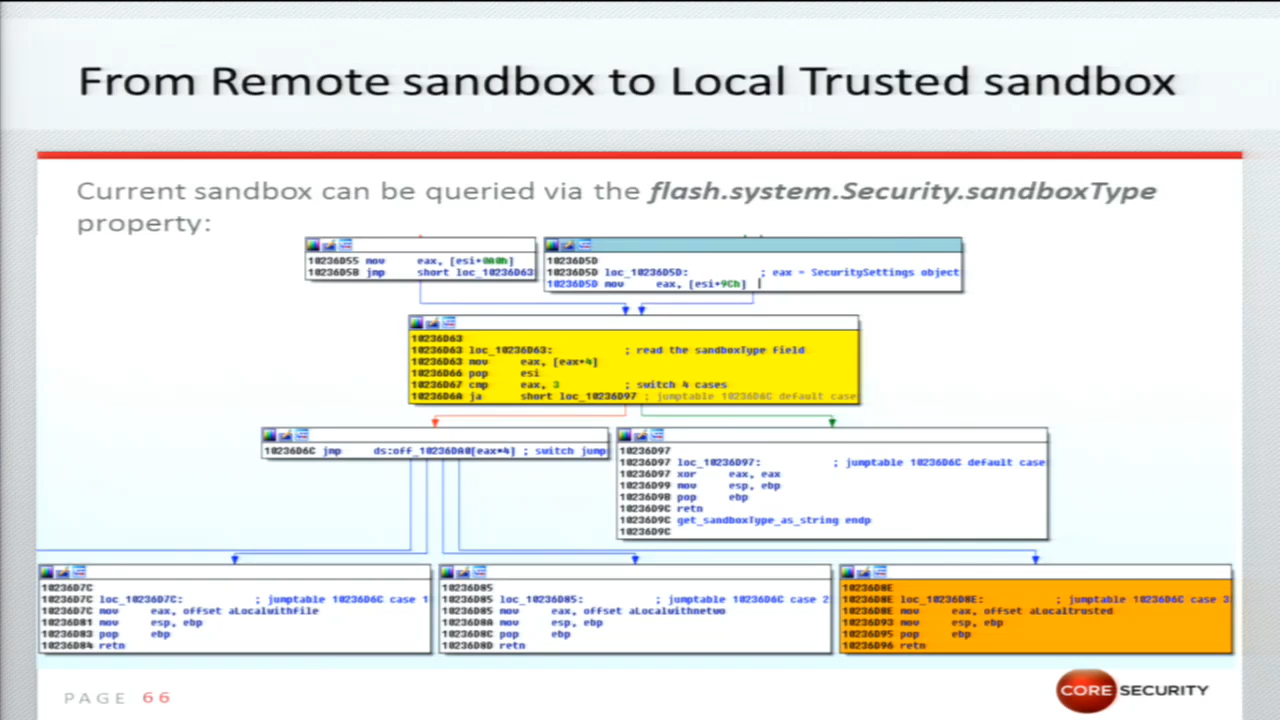 From Remote sandbox to Local Trusted sandbox
Current sandbox can be queried via the flash.system.Security.sandboxType
property:
10236D55 mov eax, [esi+0A0h]
10236D5B jmp short loc_10236D63
10236D5D
10236D5D loc_10236D5D: ; eax = SecuritySettings object
10236D5D mov eax, [esi+9Ch]
10236D63
10236D63 loc_10236D63: ; read the sandboxType field
10236D63 mov eax, [eax+4]
10236D66 pop esi
10236D67 cmp eax, 3 ; switch 4 cases
10236D6A ja short loc_10236D97 ; jumptable 10236D6C default case
10236D6C jmp ds:off_10236DA0[eax*4] ; switch jump
10236D97
10236D97 loc_10236D97: ; jumptable 10236D6C default case
10236D97 xor eax, eax
10236D99 mov esp, ebp
10236D9B pop ebp
10236D9C retn
10236D9C get_sandboxType_as_string endp
10236D9C
10236D7C
10236D7C loc_10236D7C: ; jumptable 10236D6C case 1
10236D7C mov eax, offset aLocalwithfile
10236D81 mov esp, ebp
10236D83 pop ebp
10236D84 retn
10236D85
10236D85 loc_10236D85: ; jumptable 10236D6C case 2
10236D85 mov eax, offset aLocalwithnetwo
10236D8A mov esp, ebp
10236D8C pop ebp
10236D8D retn
10236D8E
10236D8E loc_10236D8E: ; jumptable 10236D6C case 3
10236D8E mov eax, offset aLocaltrusted
10236D93 mov esp, ebp
10236D95 pop ebp
10236D96 retn
PAGE 66
CORE SECURITY